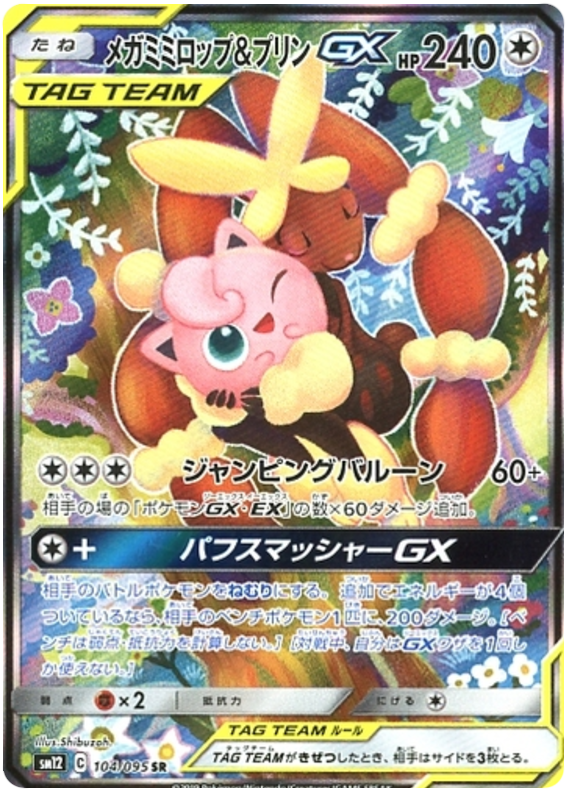 たね メガミミロップ&プリンGX HP240
TAG TEAM
ジャンピングバルーン 60+
相手の場の「ポケモンGX・EX」の数×60ダメージ追加。
+ パフスマッシャーGX
相手のバトルポケモンをねむりにする。追加でエネルギーが4個
ついているなら、相手のベンチポケモン1匹に、200ダメージ。[ベ
ンチは弱点・抵抗力を計算しない。][対戦中、自分はGXワザを1回し
か使えない。]
弱点 ×2 抵抗力 にげる
illus.Shibuzoh.
TAG TEAM ルール
sm12 C 104/095 SR
TAG TEAMがきぜつしたとき、相手はサイドを3枚とる。